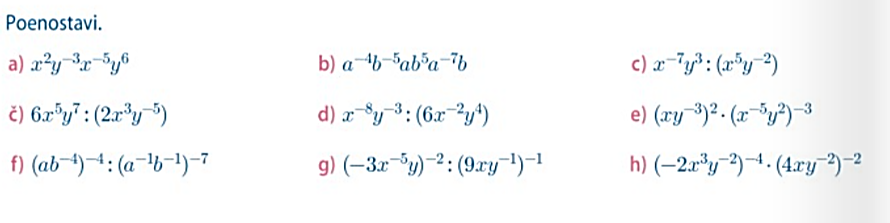 Poenostavi.
a) x²y⁻³x⁻⁵y⁶ b) a⁻⁴b⁻⁵ab⁵a⁻⁷b c) x⁻⁷y³ : (x⁵y⁻²)
č) 6x⁵y⁷ : (2x³y⁻⁵) d) x⁻⁸y⁻³ : (6x⁻²y⁴) e) (xy⁻³)² · (x⁻⁵y²)⁻³
f) (ab⁻⁴)⁻⁴ : (a⁻¹b⁻¹)⁻⁷ g) (−3x⁻⁵y)⁻² : (9xy⁻¹)⁻¹ h) (−2x³y⁻²)⁻⁴ · (4xy⁻²)⁻²